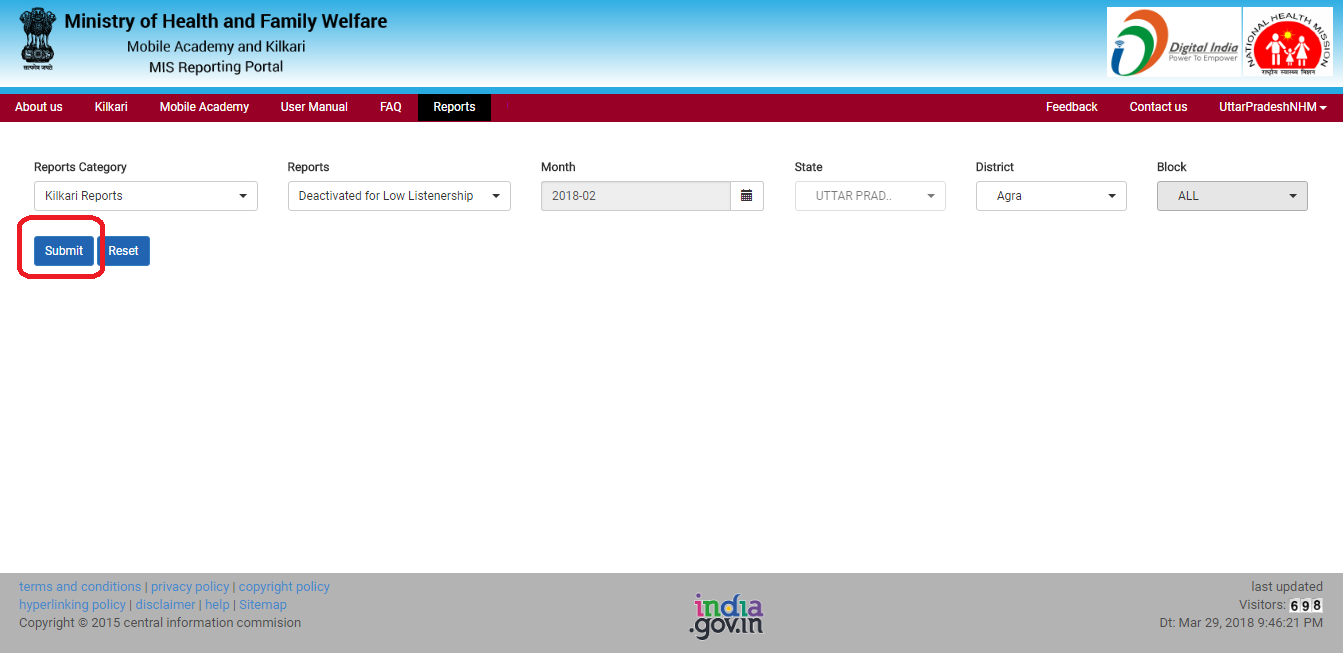 Ministry of Health and Family Welfare
Mobile Academy and Kilkari
MIS Reporting Portal
सत्यमेव जयते
Digital India
Power To Empower
NATIONAL HEALTH MISSION
राष्ट्रीय स्वास्थ्य मिशन
About us Kilkari Mobile Academy User Manual FAQ Reports Feedback Contact us UttarPradeshNHM
Reports Category Reports Month State District Block
Kilkari Reports Deactivated for Low Listenership 2018-02 UTTAR PRAD.. Agra ALL
Submit Reset
terms and conditions | privacy policy | copyright policy
hyperlinking policy | disclaimer | help | Sitemap
Copyright © 2015 central information commision
india
.gov.in
last updated
Visitors: 698
Dt: Mar 29, 2018 9:46:21 PM